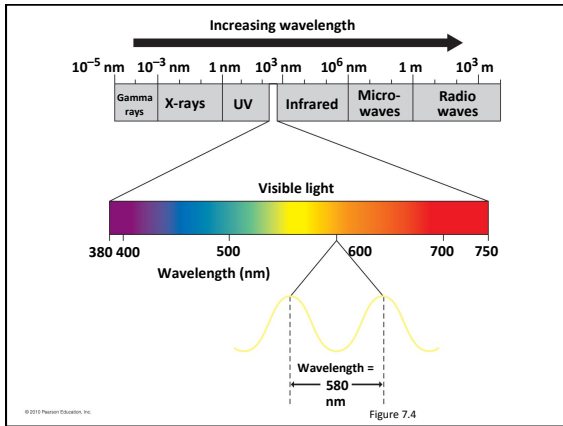 Increasing wavelength
10⁻⁵ nm 10⁻³ nm 1 nm 10³ nm 10⁶ nm 1 m 10³ m
Gamma rays X-rays UV Infrared Micro-waves Radio waves
Visible light
380 400 500 600 700 750
Wavelength (nm)
Wavelength =
580
nm
© 2010 Pearson Education, Inc.
Figure 7.4